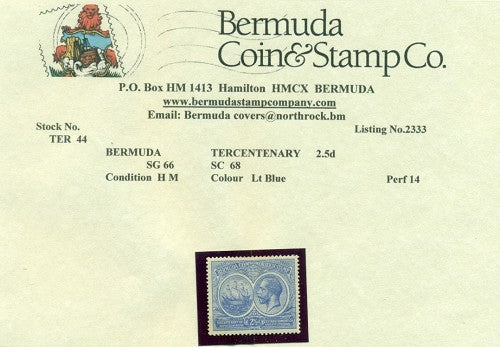 Bermuda
Coin&Stamp Co.
P.O. Box HM 1413 Hamilton HMCX BERMUDA
www.bermudastampcompany.com
Email: Bermuda covers@northrock.bm
Stock No. Listing No.2333
TER 44
BERMUDA TERCENTENARY 2.5d
SG 66 SC 68
Condition H M Colour Lt Blue Perf 14